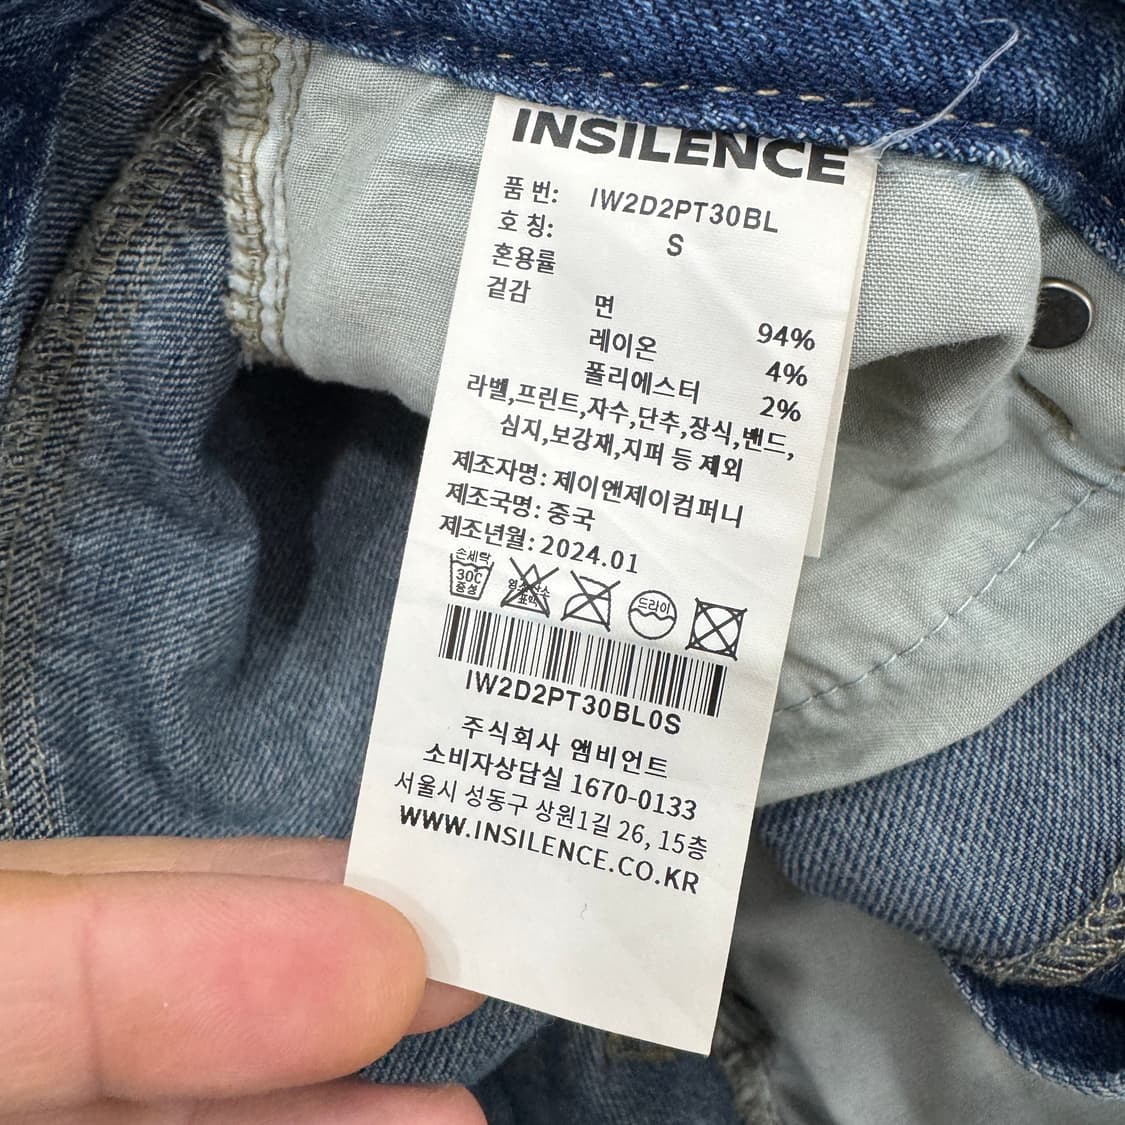 INSILENCE
품 번: IW2D2PT30BL
호 칭: S
혼용률
겉감
면 94%
레이온 4%
폴리에스터 2%
라벨,프린트,자수,단추,장식,밴드,
심지,보강재,지퍼 등 제외
제조자명: 제이앤제이컴퍼니
제조국명: 중국
제조년월: 2024.01
손세탁
30C
중성
드라이
IW2D2PT30BL0S
주식회사 앰비언트
소비자상담실 1670-0133
서울시 성동구 상원1길 26, 15층
WWW.INSILENCE.CO.KR